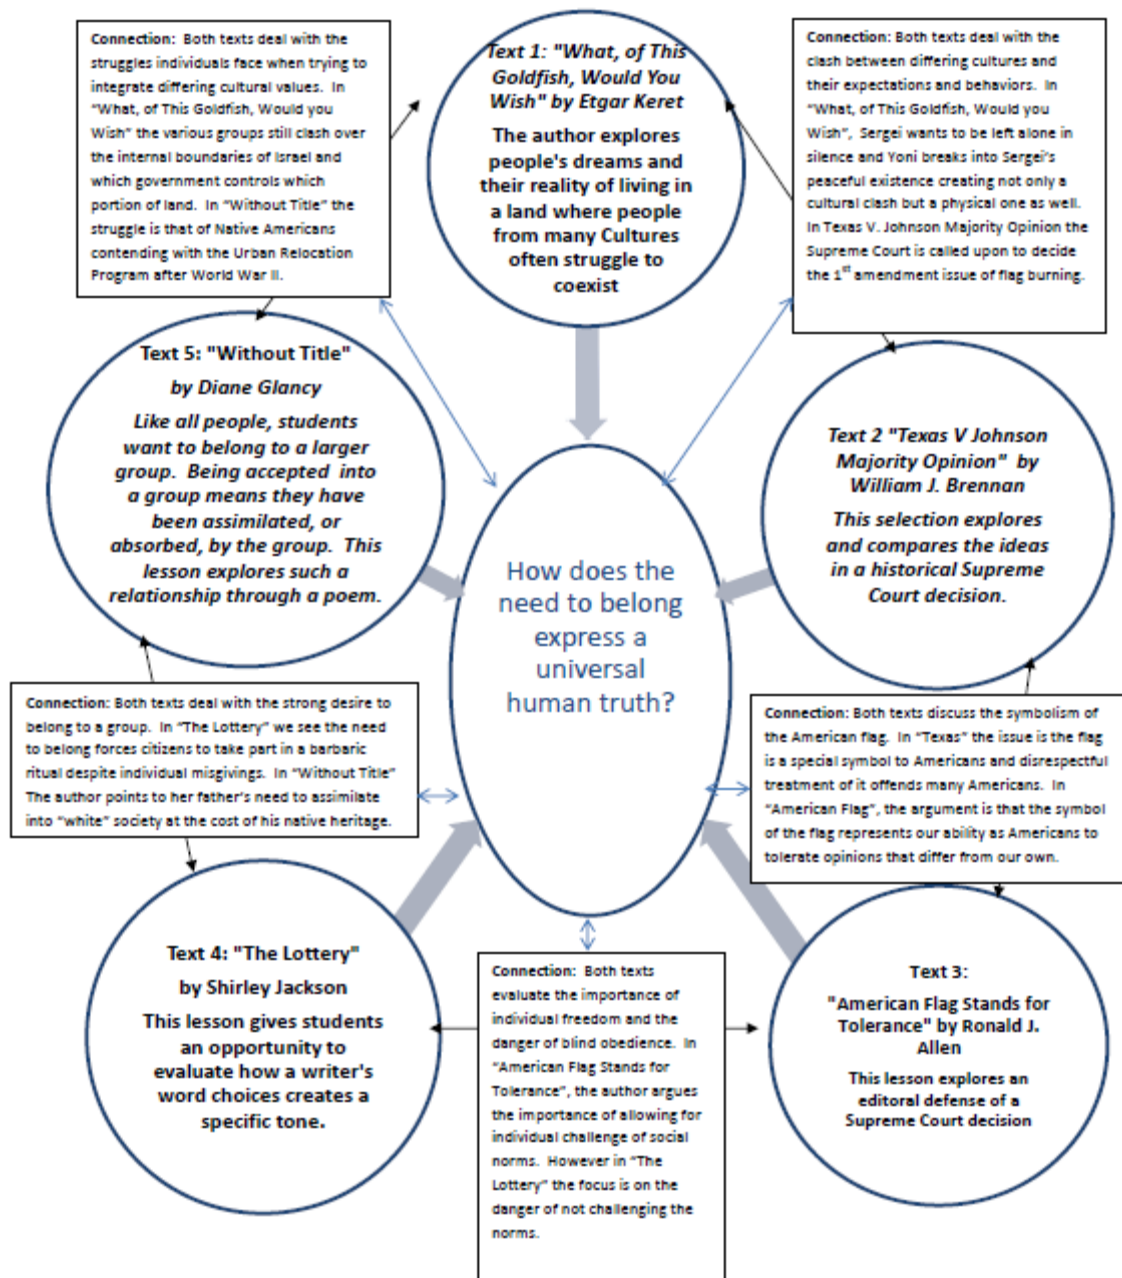 Connection: Both texts deal with the
struggles individuals face when trying to
integrate differing cultural values. In
"What, of This Goldfish, Would you
Wish" the various groups still clash over
the internal boundaries of Israel and
which government controls which
portion of land. In "Without Title" the
struggle is that of Native Americans
contending with the Urban Relocation
Program after World War II.
Text 1: "What, of This
Goldfish, Would You
Wish" by Etgar Keret
The author explores
people's dreams and
their reality of living in
a land where people
from many Cultures
often struggle to
coexist
Connection: Both texts deal with the
clash between differing cultures and
their expectations and behaviors. In
"What, of This Goldfish, Would you
Wish", Sergei wants to be left alone in
silence and Yoni breaks into Sergei's
peaceful existence creating not only a
cultural clash but a physical one as well.
In Texas V. Johnson Majority Opinion the
Supreme Court is called upon to decide
the 1st amendment issue of flag burning.
Text 5: "Without Title"
by Diane Glancy
Like all people, students
want to belong to a larger
group. Being accepted into
a group means they have
been assimilated, or
absorbed, by the group. This
lesson explores such a
relationship through a poem.
Text 2 "Texas V Johnson
Majority Opinion" by
William J. Brennan
This selection explores
and compares the ideas
in a historical Supreme
Court decision.
How does the
need to belong
express a
universal
human truth?
Connection: Both texts deal with the strong desire to
belong to a group. In "The Lottery" we see the need
to belong forces citizens to take part in a barbaric
ritual despite individual misgivings. In "Without Title"
The author points to her father's need to assimilate
into "white" society at the cost of his native heritage.
Connection: Both texts discuss the symbolism of
the American flag. In "Texas" the issue is the flag
is a special symbol to Americans and disrespectful
treatment of it offends many Americans. In
"American Flag", the argument is that the symbol
of the flag represents our ability as Americans to
tolerate opinions that differ from our own.
Text 4: "The Lottery"
by Shirley Jackson
This lesson gives students
an opportunity to
evaluate how a writer's
word choices creates a
specific tone.
Connection: Both texts
evaluate the importance of
individual freedom and the
danger of blind obedience. In
"American Flag Stands for
Tolerance", the author argues
the importance of allowing for
individual challenge of social
norms. However in "The
Lottery" the focus is on the
danger of not challenging the
norms.
Text 3:
"American Flag Stands for
Tolerance" by Ronald J.
Allen
This lesson explores an
editoral defense of a
Supreme Court decision